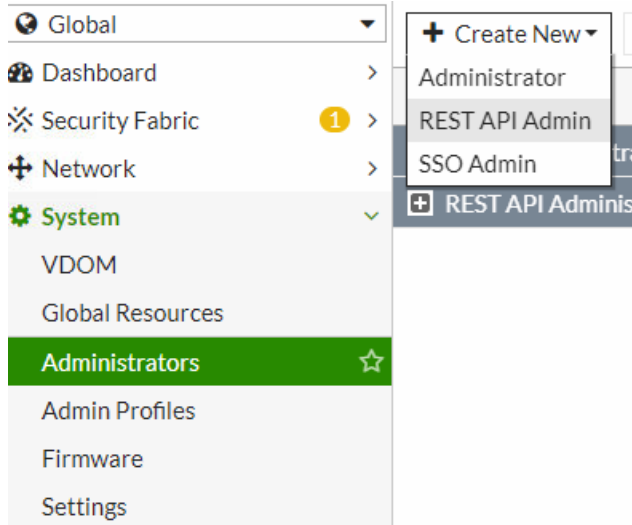 Global
Dashboard
Security Fabric 1
Network
System
VDOM
Global Resources
Administrators
Admin Profiles
Firmware
Settings
Create New
Administrator
REST API Admin
SSO Admin
REST API